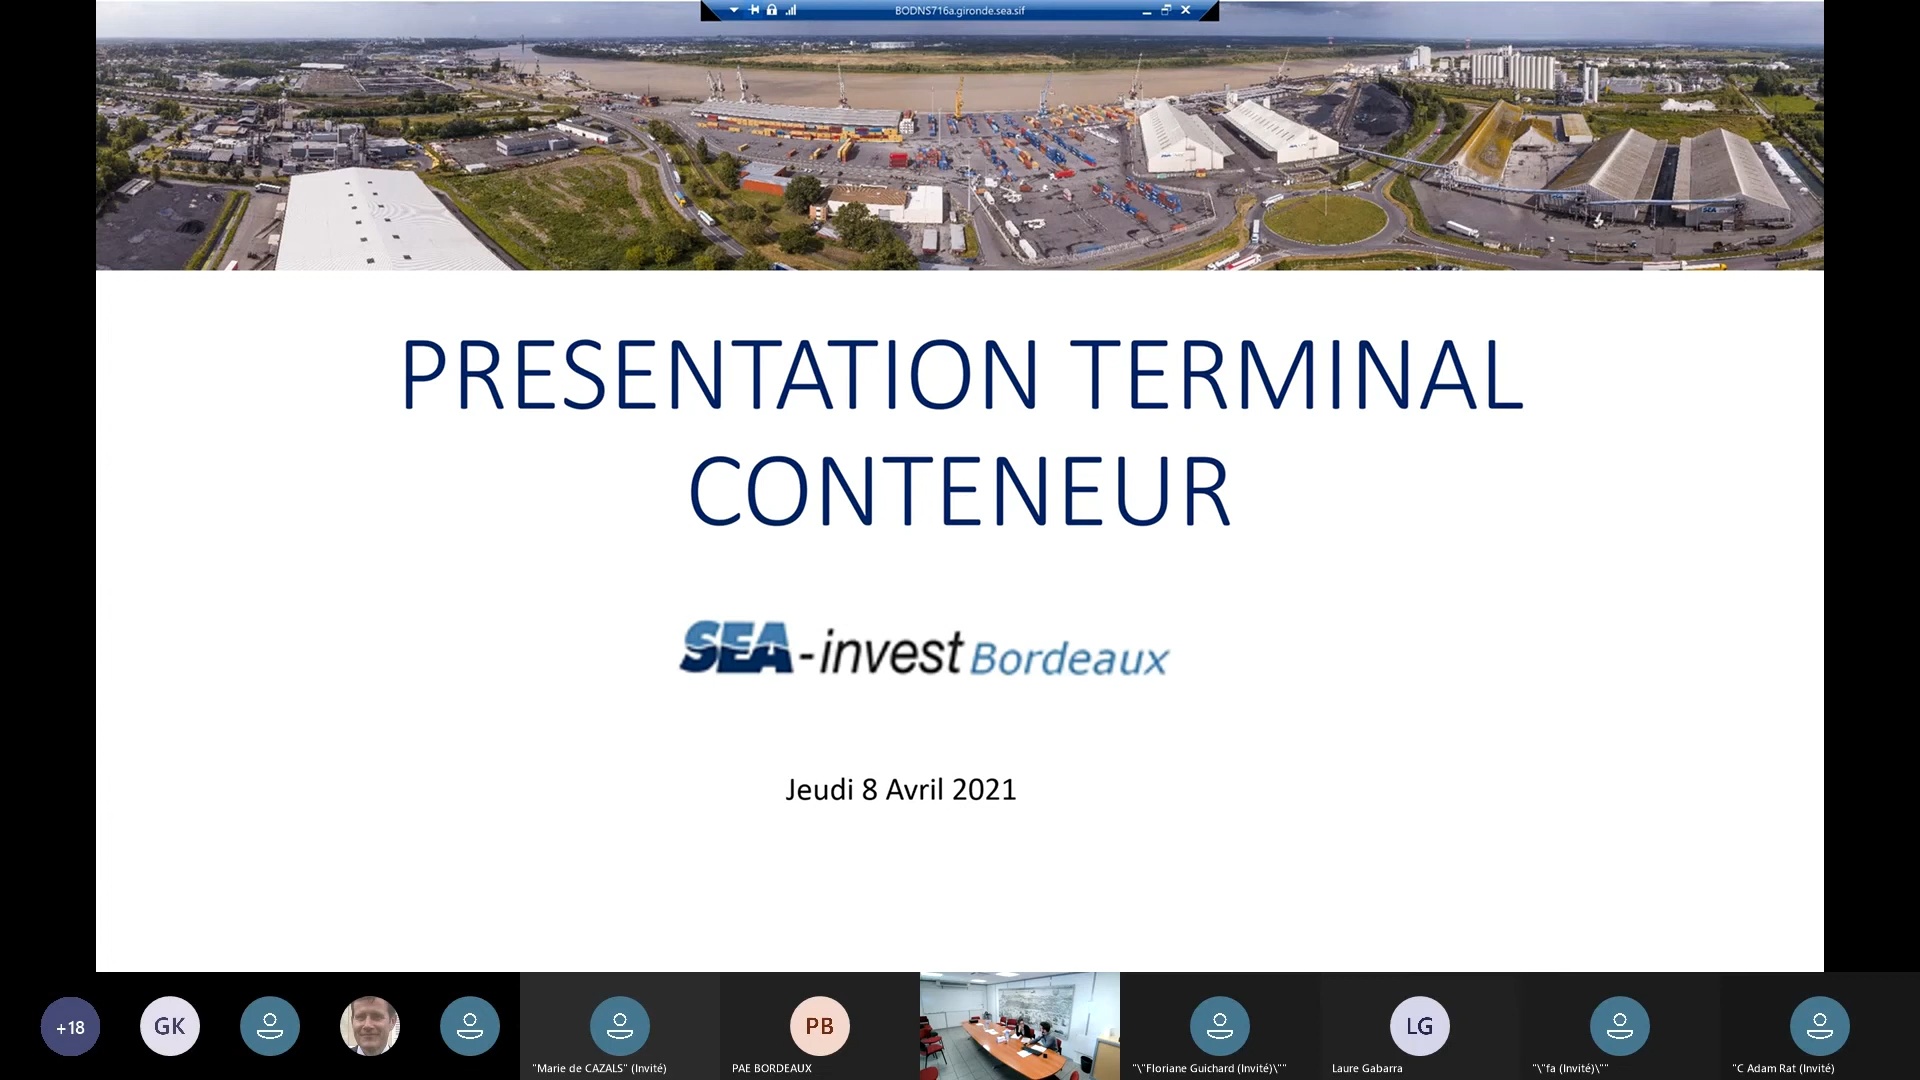 BODNS716a.gironde.sea.sif
PRESENTATION TERMINAL
CONTENEUR
SEA-invest Bordeaux
Jeudi 8 Avril 2021
+18
GK
PB
LG
"Marie de CAZALS" (Invité)
PAE BORDEAUX
"\"Floriane Guichard (Invité)\""
Laure Gabarra
"\"fa (Invité)\""
"C Adam Rat (Invité)